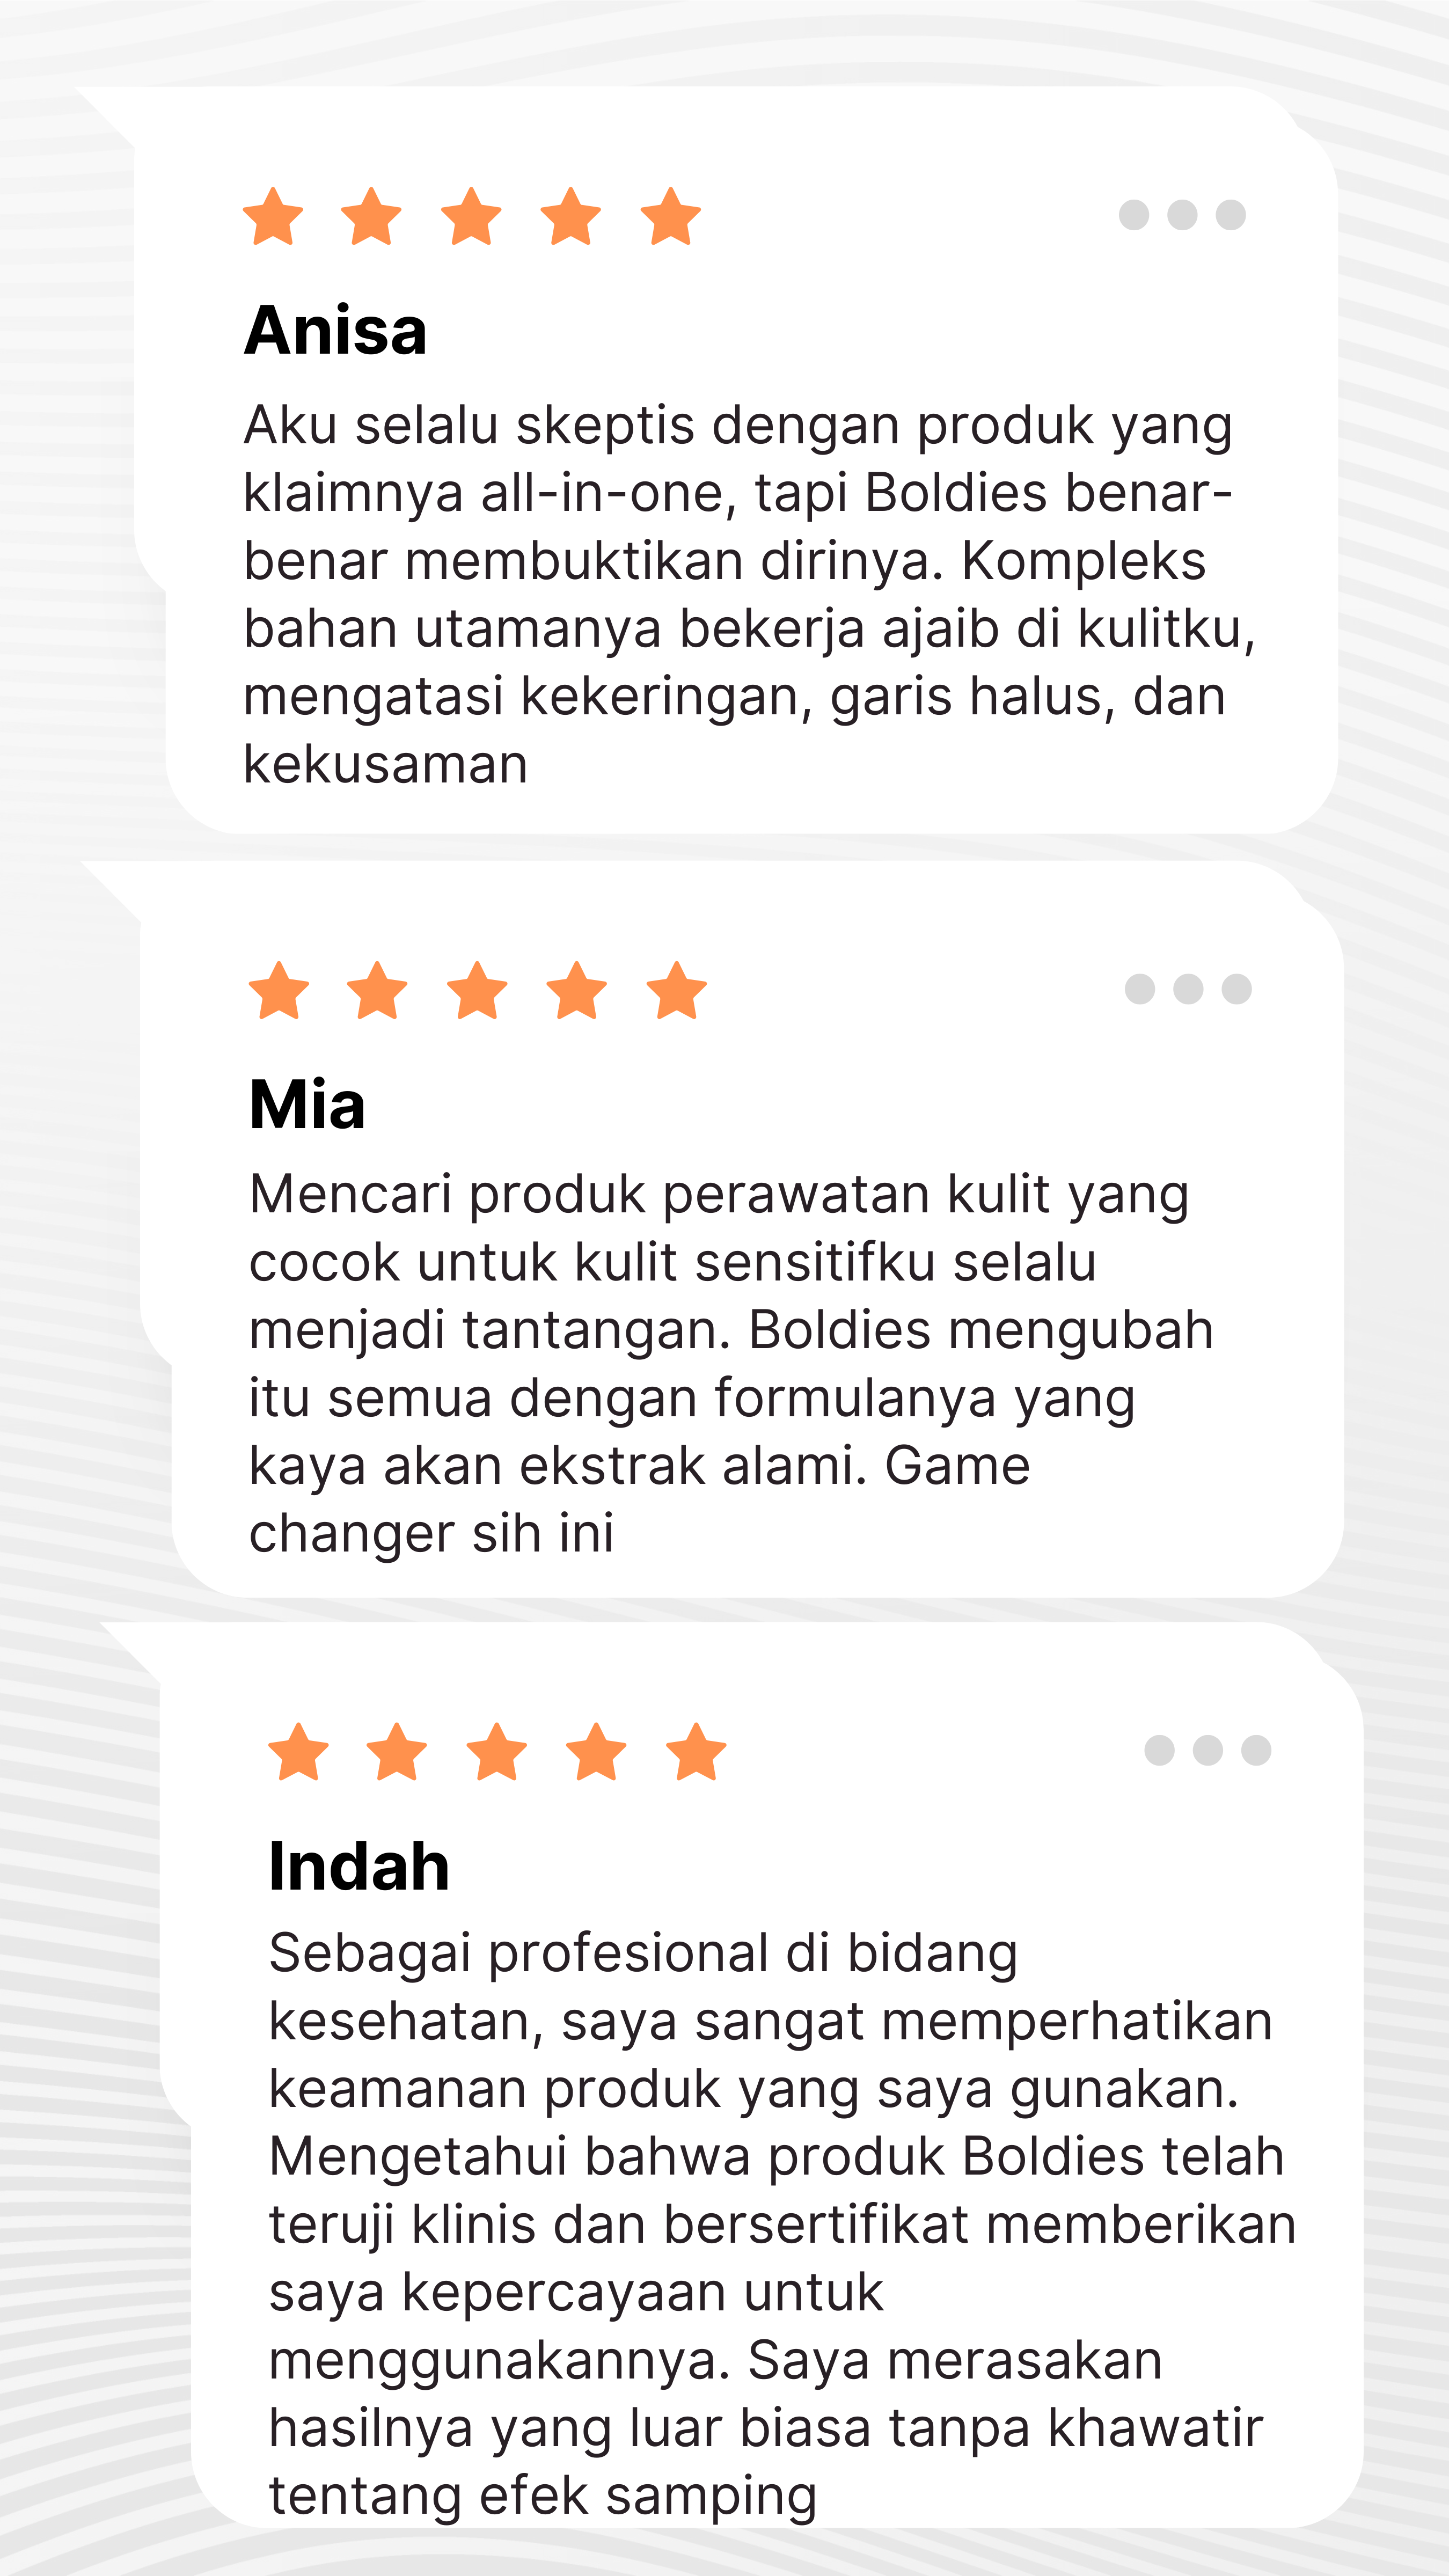 Anisa
Aku selalu skeptis dengan produk yang
klaimnya all-in-one, tapi Boldies benar-
benar membuktikan dirinya. Kompleks
bahan utamanya bekerja ajaib di kulitku,
mengatasi kekeringan, garis halus, dan
kekusaman
Mia
Mencari produk perawatan kulit yang
cocok untuk kulit sensitifku selalu
menjadi tantangan. Boldies mengubah
itu semua dengan formulanya yang
kaya akan ekstrak alami. Game
changer sih ini
Indah
Sebagai profesional di bidang
kesehatan, saya sangat memperhatikan
keamanan produk yang saya gunakan.
Mengetahui bahwa produk Boldies telah
teruji klinis dan bersertifikat memberikan
saya kepercayaan untuk
menggunakannya. Saya merasakan
hasilnya yang luar biasa tanpa khawatir
tentang efek samping